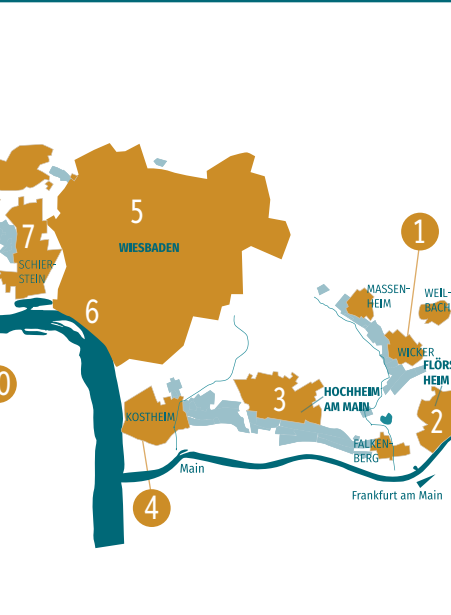 5
1
WIESBADEN
7
SCHIER-
STEIN
MASSEN-
HEIM
WEIL-
BACH
6
WICKER
FLÖRS
HEIM
0
3
HOCHHEIM
AM MAIN
KOSTHEIM
2
FALKEN-
BERG
Main
4
Frankfurt am Main